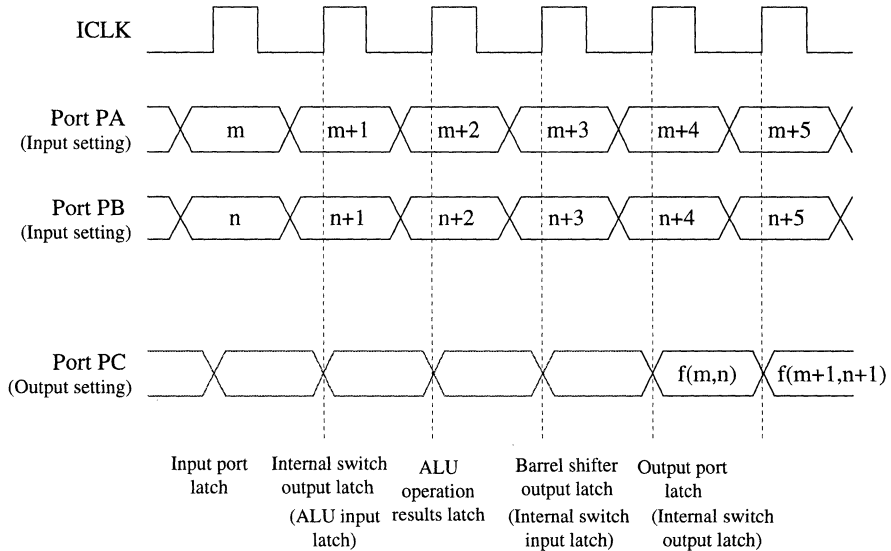 ICLK
Port PA
(Input setting)
m
m+1
m+2
m+3
m+4
m+5
Port PB
(Input setting)
n
n+1
n+2
n+3
n+4
n+5
Port PC
(Output setting)
f(m,n)
f(m+1,n+1)
Input port
latch
Internal switch
output latch
(ALU input
latch)
ALU
operation
results latch
Barrel shifter
output latch
(Internal switch
input latch)
Output port
latch
(Internal switch
output latch)